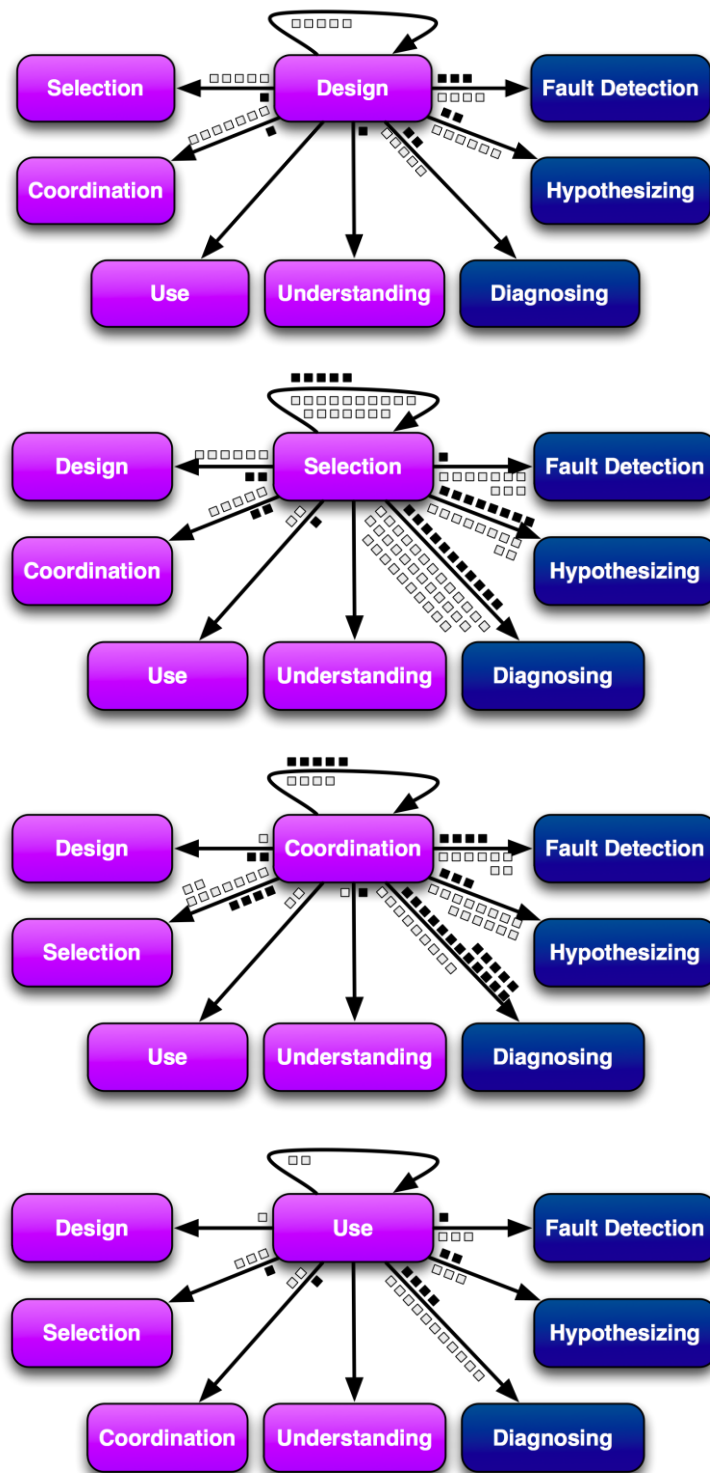 Selection
Design
Fault Detection
Coordination
Hypothesizing
Use
Understanding
Diagnosing
Design
Selection
Fault Detection
Coordination
Hypothesizing
Use
Understanding
Diagnosing
Design
Coordination
Fault Detection
Selection
Hypothesizing
Use
Understanding
Diagnosing
Design
Use
Fault Detection
Selection
Hypothesizing
Coordination
Understanding
Diagnosing